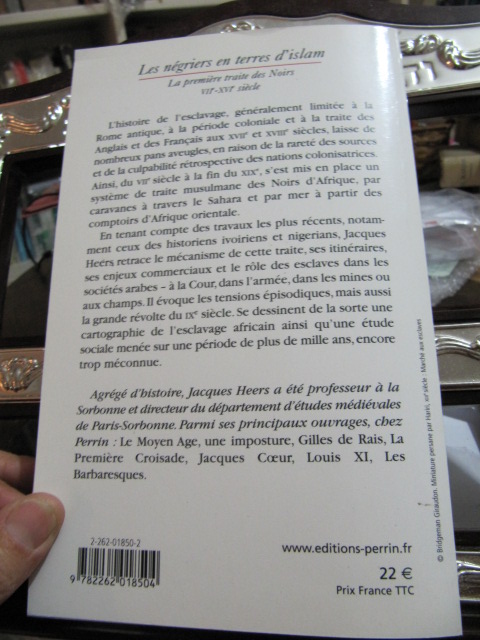 Les négriers en terres d'islam
La première traite des Noirs
VIIe-XVIe siècle
L'histoire de l'esclavage, généralement limitée à la
Rome antique, à la période coloniale et à la traite des
Anglais et des Français aux XVIIe et XVIIIe siècles, laisse de
nombreux pans aveugles, en raison de la rareté des sources
et de la culpabilité rétrospective des nations colonisatrices.
Ainsi, du VIIe siècle à la fin du XIXe, s'est mis en place un
système de traite musulmane des Noirs d'Afrique, par
caravanes à travers le Sahara et par mer à partir des
comptoirs d'Afrique orientale.
En tenant compte des travaux les plus récents, notam-
ment ceux des historiens ivoiriens et nigerians, Jacques
Heers retrace le mécanisme de cette traite, ses itinéraires,
ses enjeux commerciaux et le rôle des esclaves dans les
sociétés arabes – à la Cour, dans l'armée, dans les mines ou
aux champs. Il évoque les tensions épisodiques, mais aussi
la grande révolte du IXe siècle. Se dessinent de la sorte une
cartographie de l'esclavage africain ainsi qu'une étude
sociale menée sur une période de plus de mille ans, encore
trop méconnue.
Agrégé d'histoire, Jacques Heers a été professeur à la
Sorbonne et directeur du département d'études médiévales
de Paris-Sorbonne. Parmi ses principaux ouvrages, chez
Perrin : Le Moyen Age, une imposture, Gilles de Rais, La
Première Croisade, Jacques Cœur, Louis XI, Les
Barbaresques.
2-262-01850-2
9 782262 018504
www.editions-perrin.fr
22 €
Prix France TTC
© Bridgeman Giraudon. Miniature persane par Hariri, XIIIe siècle : Marché aux esclaves